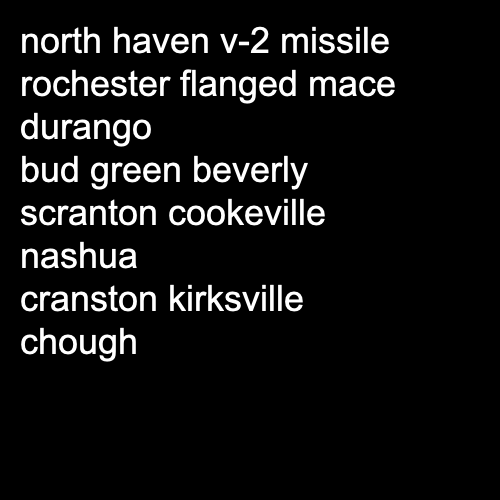 north haven v-2 missile
rochester flanged mace
durango
bud green beverly
scranton cookeville
nashua
cranston kirksville
chough